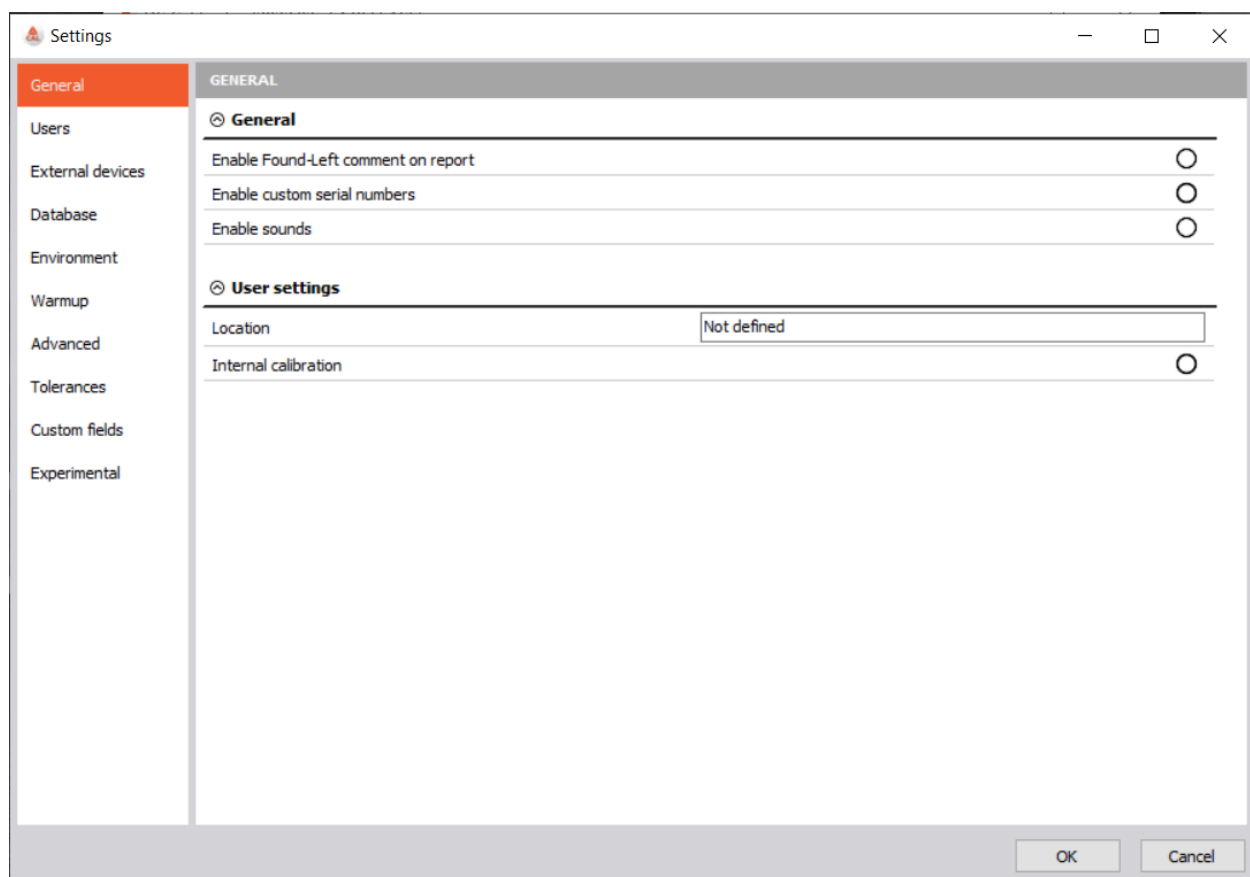 Settings
General
Users
External devices
Database
Environment
Warmup
Advanced
Tolerances
Custom fields
Experimental
GENERAL
General
Enable Found-Left comment on report
Enable custom serial numbers
Enable sounds
User settings
Location Not defined
Internal calibration
OK Cancel